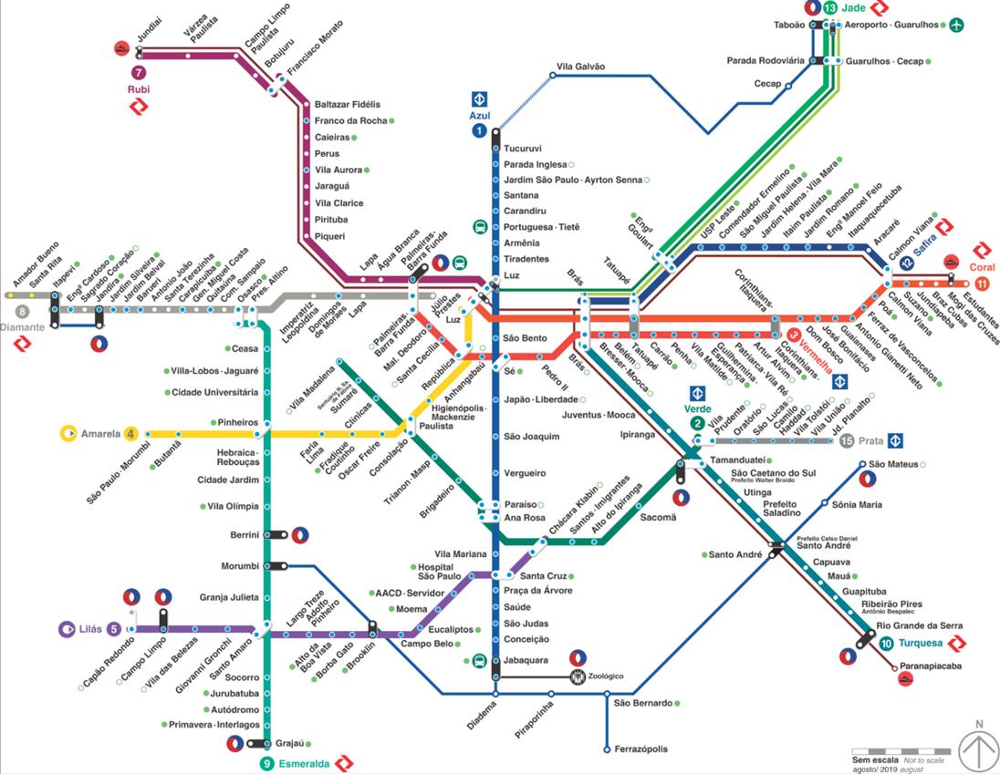 13 Jade
Taboão
Aeroporto · Guarulhos
Parada Rodoviária
Guarulhos · Cecap
Cecap
Vila Galvão
Jundiaí
Várzea
Paulista
Campo Limpo
Paulista
Botujuru
Francisco Morato
7
Rubi
Baltazar Fidélis
Franco da Rocha
Caieiras
Perus
Vila Aurora
Jaraguá
Vila Clarice
Pirituba
Piqueri
Lapa
Água Branca
Palmeiras-
Barra Funda
Azul
1
Tucuruvi
Parada Inglesa
Jardim São Paulo · Ayrton Senna
Santana
Carandiru
Portuguesa · Tietê
Armênia
Tiradentes
Luz
São Bento
Sé
Japão · Liberdade
São Joaquim
Vergueiro
Paraíso
Ana Rosa
Vila Mariana
Santa Cruz
Praça da Árvore
Saúde
São Judas
Conceição
Jabaquara
Zoológico
Engº
Goulart
USP Leste
Comendador Ermelino
São Miguel Paulista
Jardim Helena · Vila Mara
Itaim Paulista
Jardim Romano
Engº Manoel Feio
Itaquaquecetuba
Aracaré
Calmon Viana
12 Safira
Coral
11
Estudantes
Mogi das Cruzes
Braz Cubas
Jundiapeba
Suzano
Calmon Viana
Poá
Ferraz de Vasconcelos
Antonio Gianetti Neto
Guaianases
José Bonifácio
Dom Bosco
Corinthians-
Itaquera
Tatuapé
Brás
Amador Bueno
Santa Rita
Itapevi
Engº Cardoso
Sagrado Coração
Jandira
Jardim Silveira
Jardim Belval
Barueri
Antonio João
Santa Terezinha
Carapicuíba
Gen. Miguel Costa
Quitaúna
Com. Sampaio
Osasco
Pres. Altino
8
Diamante
Imperatriz
Leopoldina
Domingos
de Moraes
Lapa
Palmeiras-
Barra Funda
Júlio
Prestes
Luz
Mal. Deodoro
Santa Cecília
República
Anhangabaú
Pedro II
Brás
Bresser · Mooca
Belém
Tatuapé
Carrão
Penha
Vila
Matilde
Guilhermina ·
Esperança
Patriarca · Vila Ré
Artur Alvim
Corinthians-
Itaquera
3 Vermelha
Ceasa
Villa-Lobos · Jaguaré
Cidade Universitária
Pinheiros
Hebraica ·
Rebouças
Cidade Jardim
Vila Olímpia
Berrini
Morumbi
Granja Julieta
Socorro
Jurubatuba
Autódromo
Primavera · Interlagos
Grajaú
9 Esmeralda
Amarela 4
São Paulo · Morumbi
Butantã
Faria
Lima
Fradique
Coutinho
Oscar Freire
Higienópolis ·
Mackenzie
Paulista
Vila Madalena
Santuário N. Sa.
de Fátima
Sumaré
Clínicas
Consolação
Trianon · Masp
Brigadeiro
Chácara Klabin
Santos · Imigrantes
Alto do Ipiranga
Sacomã
Tamanduateí
Verde
2
Vila
Prudente
Oratório
São Lucas
Camilo
Haddad
Vila Tolstói
Vila União
Jd. Planalto
15 Prata
São Mateus
Sônia Maria
Juventus · Mooca
Ipiranga
São Caetano do Sul
Prefeito Walter Braido
Utinga
Prefeito
Saladino
Prefeito Celso Daniel
Santo André
Santo André
Capuava
Mauá
Guapituba
Ribeirão Pires
Antônio Bespalec
Rio Grande da Serra
10 Turquesa
Paranapiacaba
Lilás 5
Capão Redondo
Campo Limpo
Vila das Belezas
Giovanni Gronchi
Santo Amaro
Largo Treze
Adolfo
Pinheiro
Alto da
Boa Vista
Borba Gato
Brooklin
Campo Belo
Eucaliptos
Moema
AACD · Servidor
Hospital
São Paulo
Diadema
Piraporinha
São Bernardo
Ferrazópolis
N
Sem escala Not to scale
agosto/ 2019 august